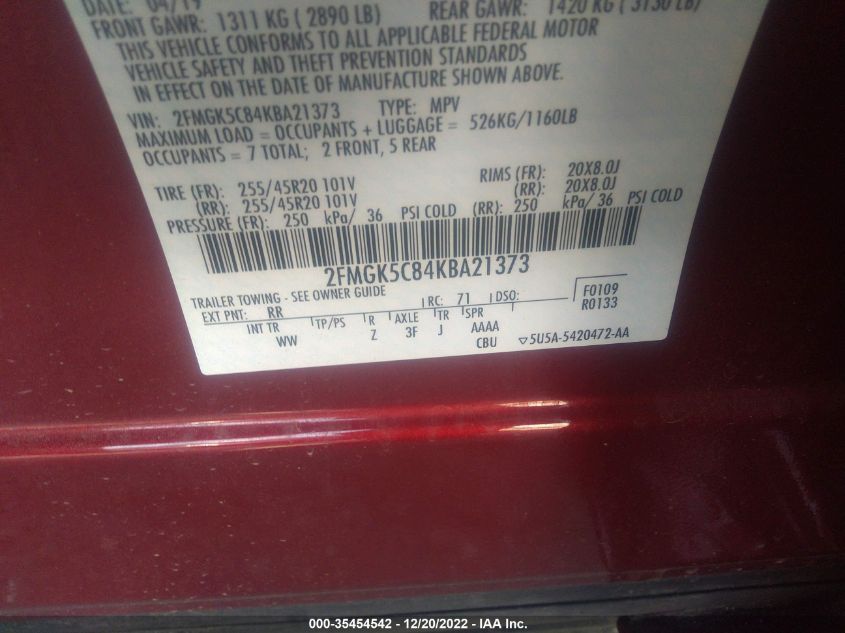 DATE: 04/19
FRONT GAWR: 1311 KG ( 2890 LB) REAR GAWR: 1420 KG ( 3130 LB)
THIS VEHICLE CONFORMS TO ALL APPLICABLE FEDERAL MOTOR
VEHICLE SAFETY AND THEFT PREVENTION STANDARDS
IN EFFECT ON THE DATE OF MANUFACTURE SHOWN ABOVE.
VIN: 2FMGK5C84KBA21373 TYPE: MPV
MAXIMUM LOAD = OCCUPANTS + LUGGAGE = 526KG/1160LB
OCCUPANTS = 7 TOTAL; 2 FRONT, 5 REAR
TIRE (FR): 255/45R20 101V RIMS (FR): 20X8.0J
(RR): 255/45R20 101V (RR): 20X8.0J
PRESSURE (FR): 250 kPa/ 36 PSI COLD (RR): 250 kPa/ 36 PSI COLD
2FMGK5C84KBA21373
TRAILER TOWING - SEE OWNER GUIDE
EXT PNT: RR RC: 71 DSO: F0109
R0133
INT TR TP/PS R AXLE TR SPR
WW Z 3F J AAAA
CBU ▽5U5A-5420472-AA
000-35454542 - 12/20/2022 - IAA Inc.